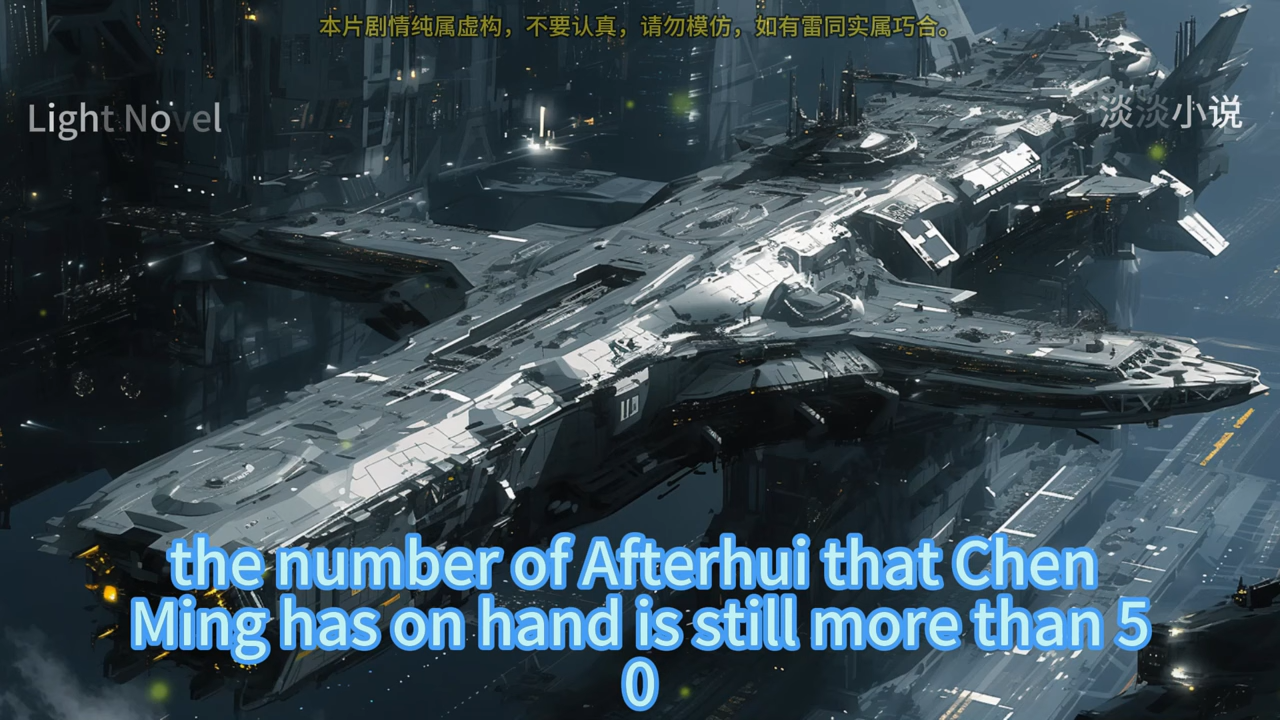 本片剧情纯属虚构，不要认真，请勿模仿，如有雷同实属巧合。
Light Novel
淡淡小说
the number of Afterhui that Chen
Ming has on hand is still more than 5
0